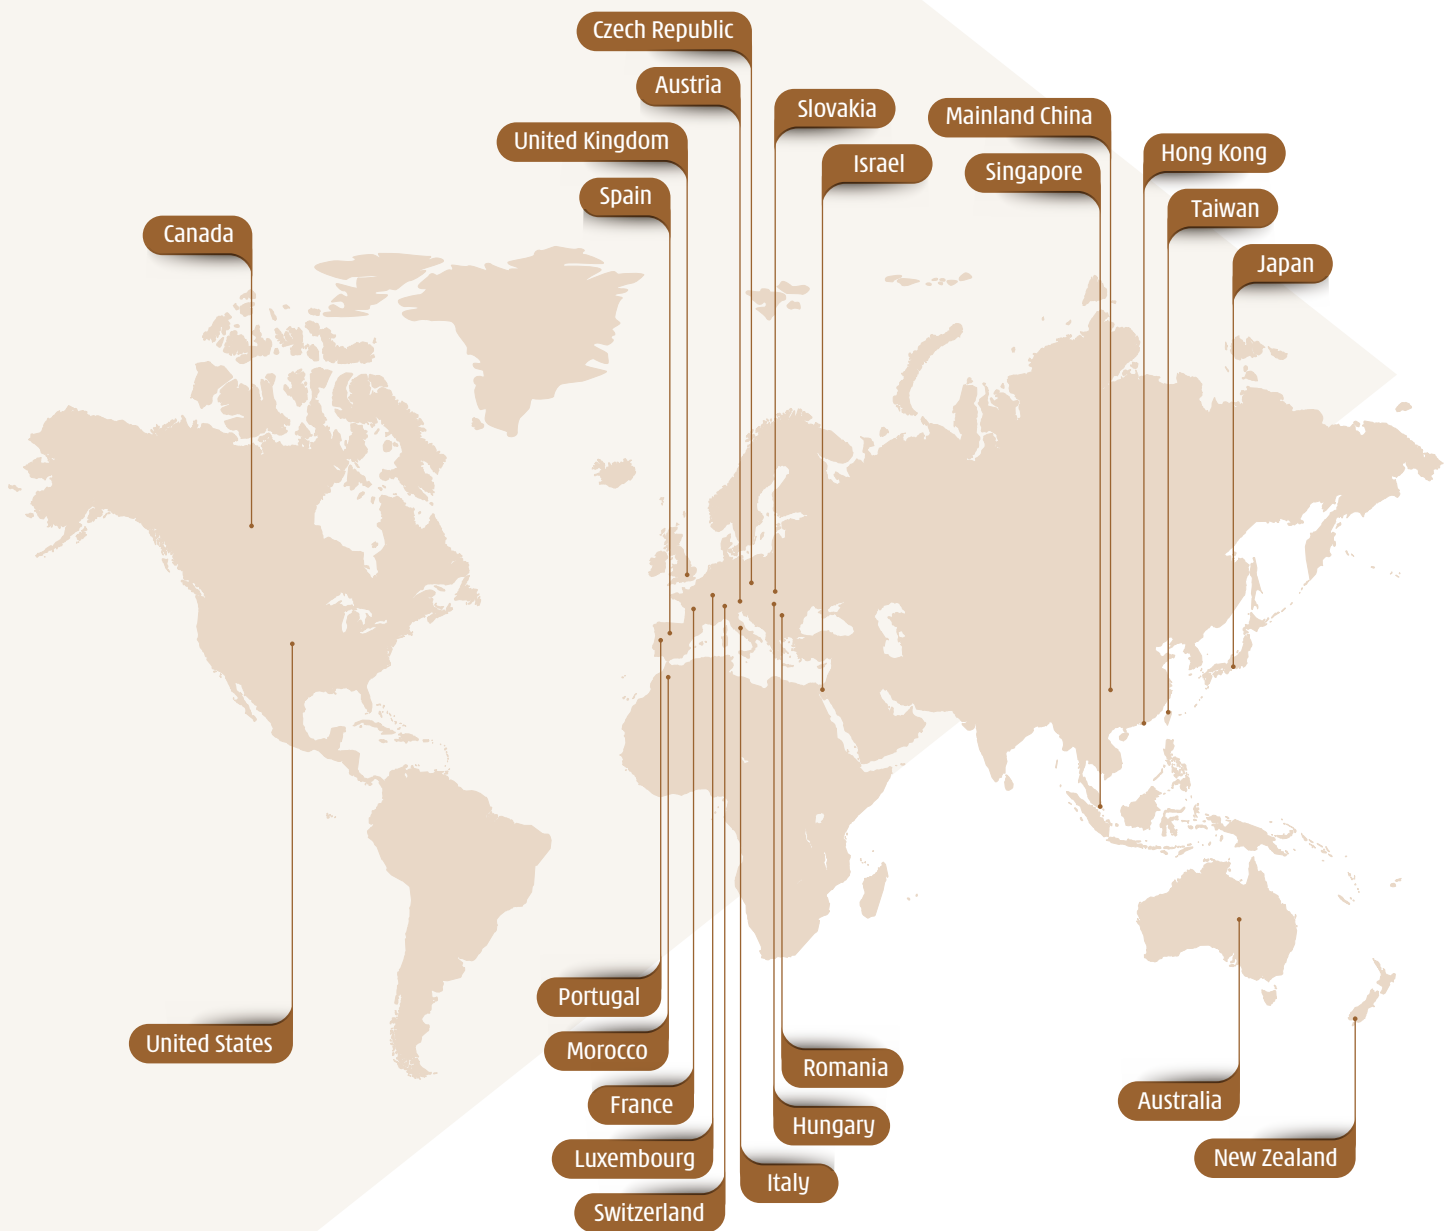 Czech Republic
Austria
Slovakia
Mainland China
United Kingdom
Israel
Hong Kong
Singapore
Spain
Taiwan
Canada
Japan
Portugal
United States
Morocco
Romania
France
Australia
Hungary
Luxembourg
New Zealand
Italy
Switzerland